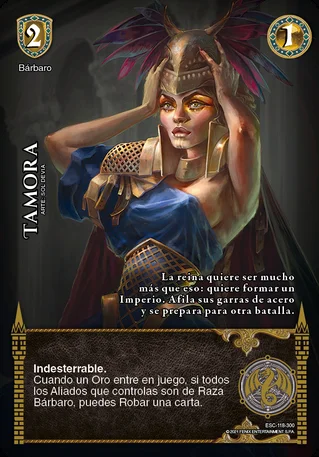 2
1
Bárbaro
TAMORA
ARTE: SOL DEVIA
La reina quiere ser mucho
más que eso: quiere formar un
Imperio. Afila sus garras de acero
y se prepara para otra batalla.
Indesterrable.
Cuando un Oro entre en juego, si todos
los Aliados que controlas son de Raza
Bárbaro, puedes Robar una carta.
ESC-118-300
© 2021 FENIX ENTERTAINMENT S.P.A.